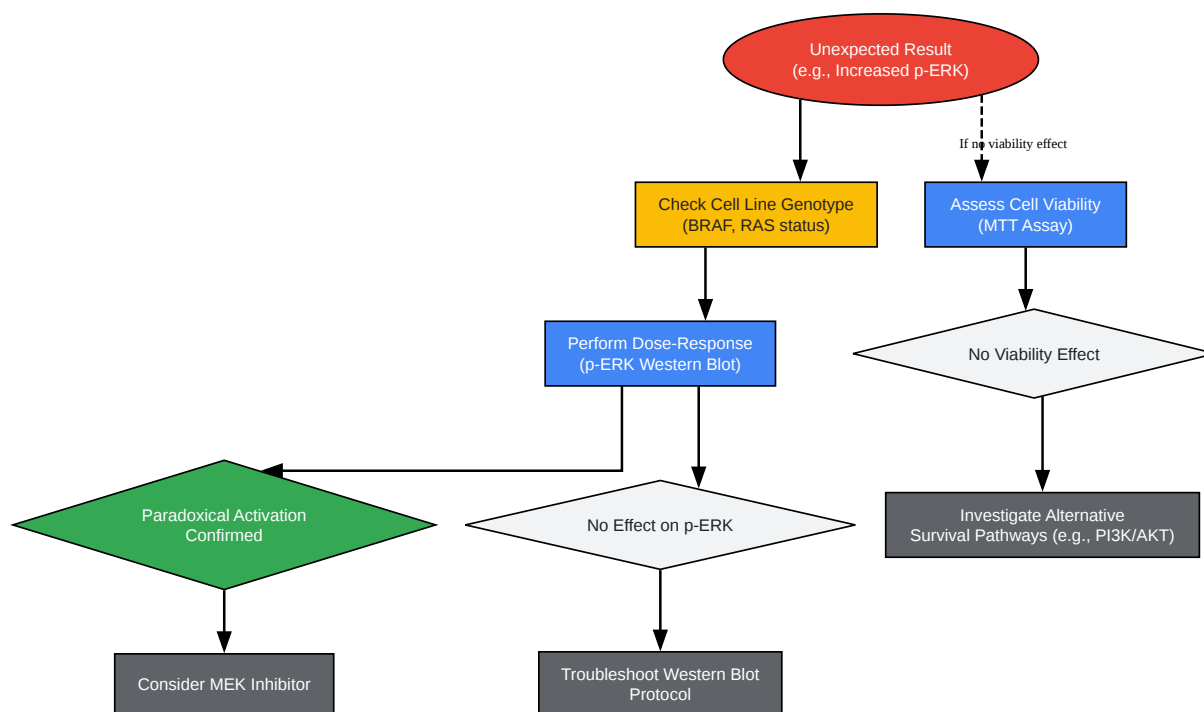 Unexpected Result
(e.g., Increased p-ERK)
If no viability effect
Check Cell Line Genotype
(BRAF, RAS status)
Assess Cell Viability
(MTT Assay)
Perform Dose-Response
(p-ERK Western Blot)
No Viability Effect
Paradoxical Activation
Confirmed
No Effect on p-ERK
Investigate Alternative
Survival Pathways (e.g., PI3K/AKT)
Consider MEK Inhibitor
Troubleshoot Western Blot
Protocol